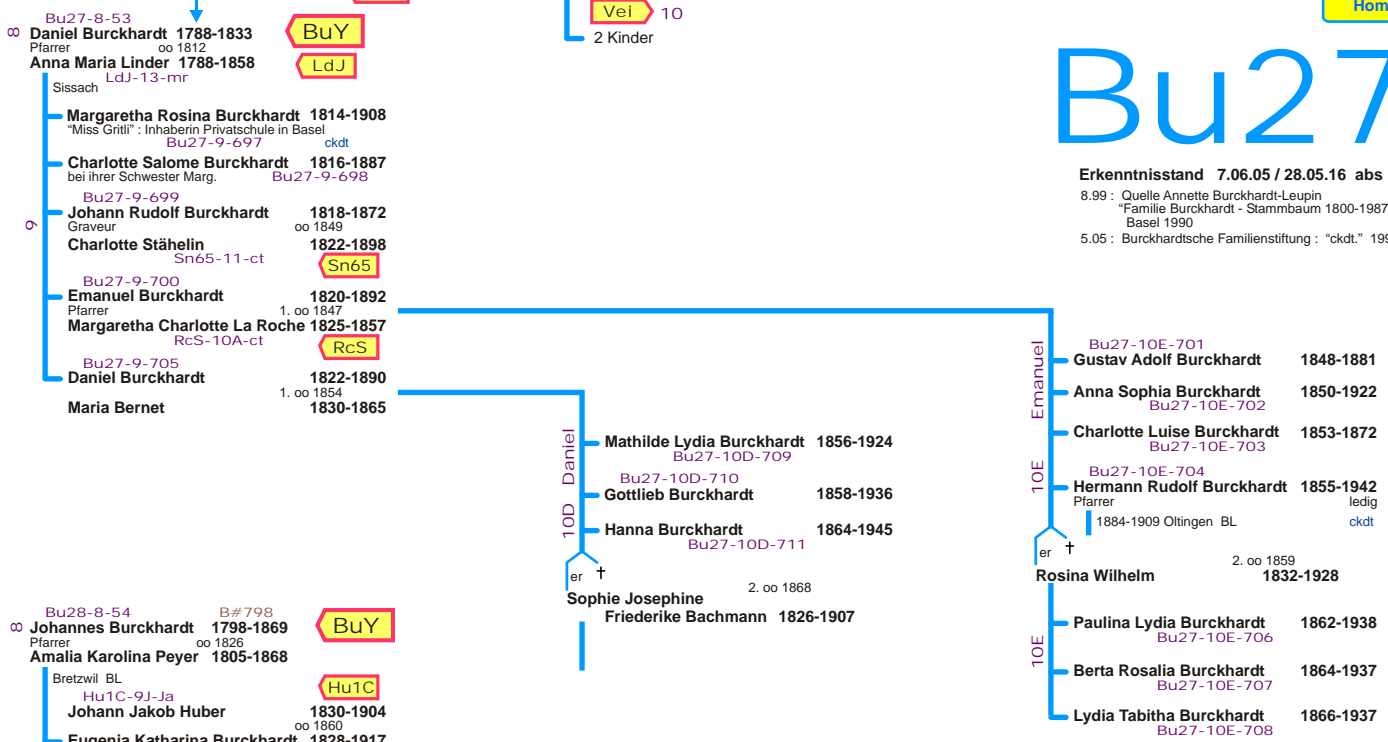 Bu27-8-53
8 Daniel Burckhardt 1788-1833
Pfarrer oo 1812
BuY
Anna Maria Linder 1788-1858
LdJ
LdJ-13-mr
Sissach
Margaretha Rosina Burckhardt 1814-1908
“Miss Gritli” : Inhaberin Privatschule in Basel
Bu27-9-697 ckdt
Charlotte Salome Burckhardt 1816-1887
bei ihrer Schwester Marg. Bu27-9-698
9
Bu27-9-699
Johann Rudolf Burckhardt 1818-1872
Graveur oo 1849
Charlotte Stähelin 1822-1898
Sn65-11-ct
Sn65
Bu27-9-700
Emanuel Burckhardt 1820-1892
Pfarrer 1. oo 1847
Margaretha Charlotte La Roche 1825-1857
RcS-10A-ct
RcS
Bu27-9-705
Daniel Burckhardt 1822-1890
1. oo 1854
Maria Bernet 1830-1865
Vei 10
2 Kinder
Hom
Bu27
Erkenntnisstand 7.06.05 / 28.05.16 abs
8.99 : Quelle Annette Burckhardt-Leupin
“Familie Burckhardt - Stammbaum 1800-1987
Basel 1990
5.05 : Burckhardtsche Familienstiftung : “ckdt.” 199
10D Daniel
Mathilde Lydia Burckhardt 1856-1924
Bu27-10D-709
Bu27-10D-710
Gottlieb Burckhardt 1858-1936
Hanna Burckhardt 1864-1945
Bu27-10D-711
er ✝
2. oo 1868
Sophie Josephine
Friederike Bachmann 1826-1907
10E Emanuel
Bu27-10E-701
Gustav Adolf Burckhardt 1848-1881
Anna Sophia Burckhardt 1850-1922
Bu27-10E-702
Charlotte Luise Burckhardt 1853-1872
Bu27-10E-703
Bu27-10E-704
Hermann Rudolf Burckhardt 1855-1942
Pfarrer ledig
1884-1909 Oltingen BL ckdt
er ✝
2. oo 1859
Rosina Wilhelm 1832-1928
10E
Paulina Lydia Burckhardt 1862-1938
Bu27-10E-706
Berta Rosalia Burckhardt 1864-1937
Bu27-10E-707
Lydia Tabitha Burckhardt 1866-1937
Bu27-10E-708
Bu28-8-54 B#798
8 Johannes Burckhardt 1798-1869
Pfarrer oo 1826
BuY
Amalia Karolina Peyer 1805-1868
Bretzwil BL
Hu1C
Hu1C-9J-Ja
Johann Jakob Huber 1830-1904
oo 1860
Eugenia Katharina Burckhardt 1828-1917